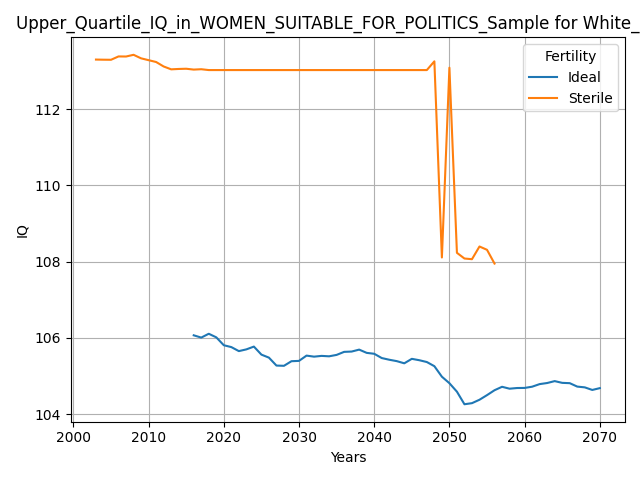 Upper_Quartile_IQ_in_WOMEN_SUITABLE_FOR_POLITICS_Sample for White_
Fertility
Ideal
Sterile
112
110
108
106
104
IQ
2000 2010 2020 2030 2040 2050 2060 2070
Years